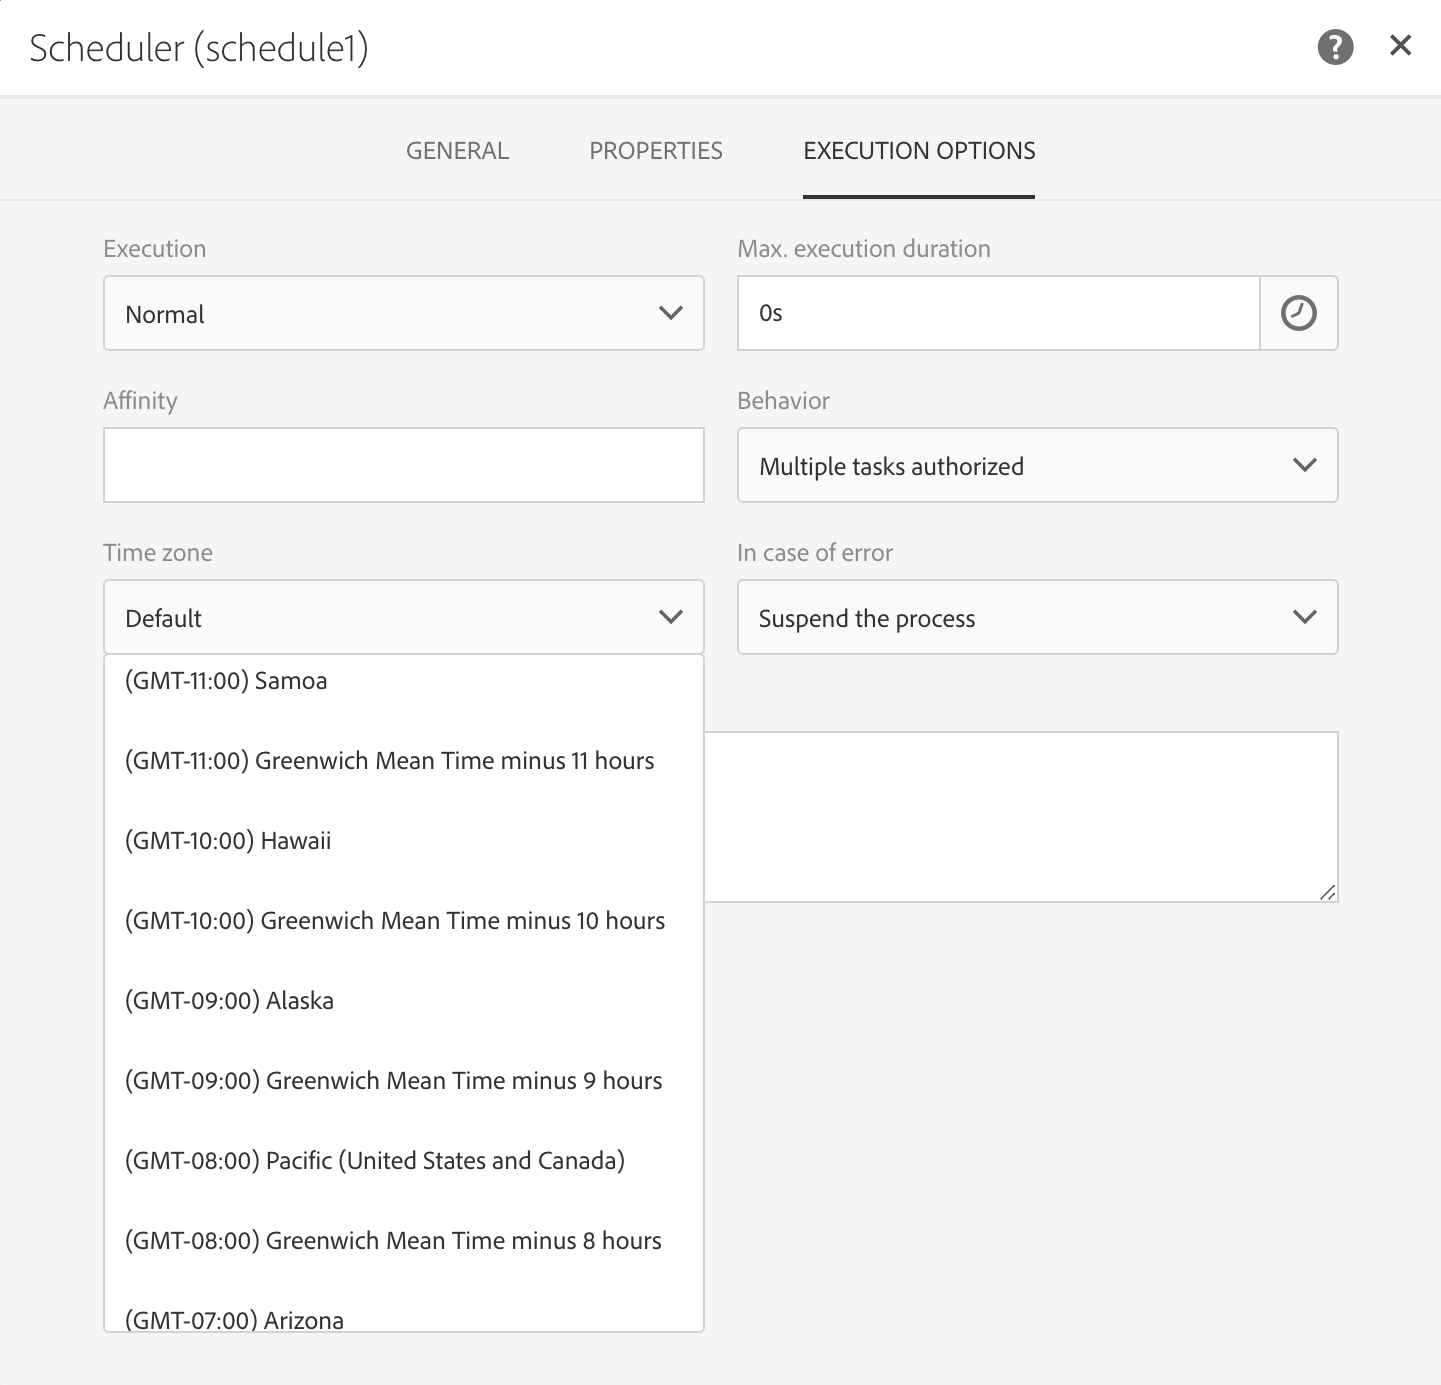 Scheduler (schedule1)
?
GENERAL
PROPERTIES
EXECUTION OPTIONS
Execution
Max. execution duration
Normal
0s
Affinity
Behavior
Multiple tasks authorized
Time zone
In case of error
Default
Suspend the process
(GMT-11:00) Samoa
(GMT-11:00) Greenwich Mean Time minus 11 hours
(GMT-10:00) Hawaii
(GMT-10:00) Greenwich Mean Time minus 10 hours
(GMT-09:00) Alaska
(GMT-09:00) Greenwich Mean Time minus 9 hours
(GMT-08:00) Pacific (United States and Canada)
(GMT-08:00) Greenwich Mean Time minus 8 hours
(GMT-07:00) Arizona